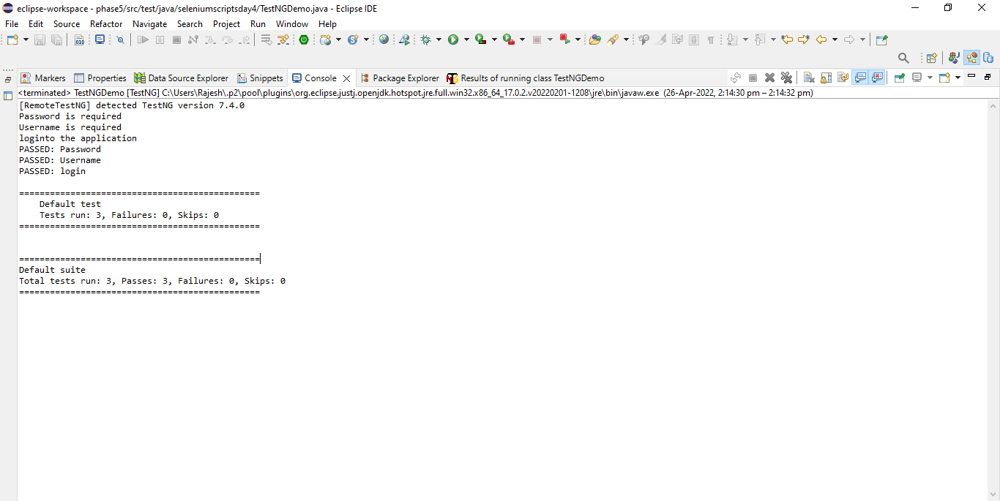 eclipse-workspace - phase5/src/test/java/seleniumscriptsday4/TestNGDemo.java - Eclipse IDE
File Edit Source Refactor Navigate Search Project Run Window Help
Markers Properties Data Source Explorer Snippets Console Package Explorer Results of running class TestNGDemo
<terminated> TestNGDemo [TestNG] C:\Users\Rajesh\.p2\pool\plugins\org.eclipse.justj.openjdk.hotspot.jre.full.win32.x86_64_17.0.2.v20220201-1208\jre\bin\javaw.exe (26-Apr-2022, 2:14:30 pm – 2:14:32 pm)
[RemoteTestNG] detected TestNG version 7.4.0
Password is required
Username is required
loginto the application
PASSED: Password
PASSED: Username
PASSED: login
===============================================
Default test
Tests run: 3, Failures: 0, Skips: 0
===============================================
===============================================
Default suite
Total tests run: 3, Passes: 3, Failures: 0, Skips: 0
===============================================